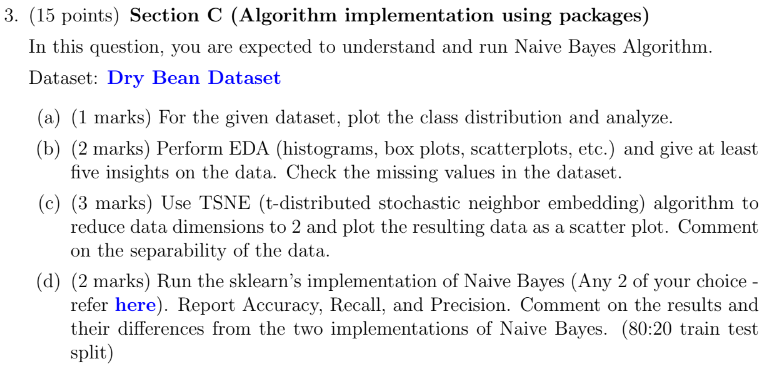 3. (15 points) Section C (Algorithm implementation using packages)
In this question, you are expected to understand and run Naive Bayes Algorithm.
Dataset: Dry Bean Dataset
(a) (1 marks) For the given dataset, plot the class distribution and analyze.
(b) (2 marks) Perform EDA (histograms, box plots, scatterplots, etc.) and give at least
five insights on the data. Check the missing values in the dataset.
(c) (3 marks) Use TSNE (t-distributed stochastic neighbor embedding) algorithm to
reduce data dimensions to 2 and plot the resulting data as a scatter plot. Comment
on the separability of the data.
(d) (2 marks) Run the sklearn's implementation of Naive Bayes (Any 2 of your choice -
refer here). Report Accuracy, Recall, and Precision. Comment on the results and
their differences from the two implementations of Naive Bayes. (80:20 train test
split)